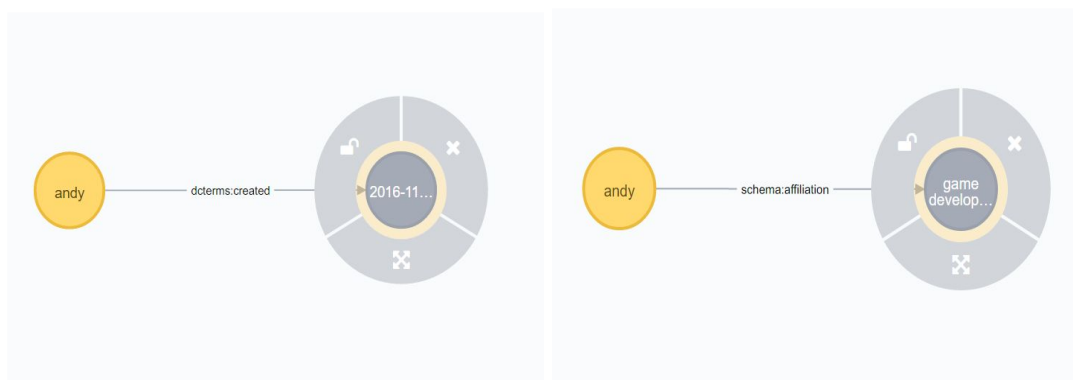 andy
dcterms:created
2016-11...
andy
schema:affiliation
game
develop...